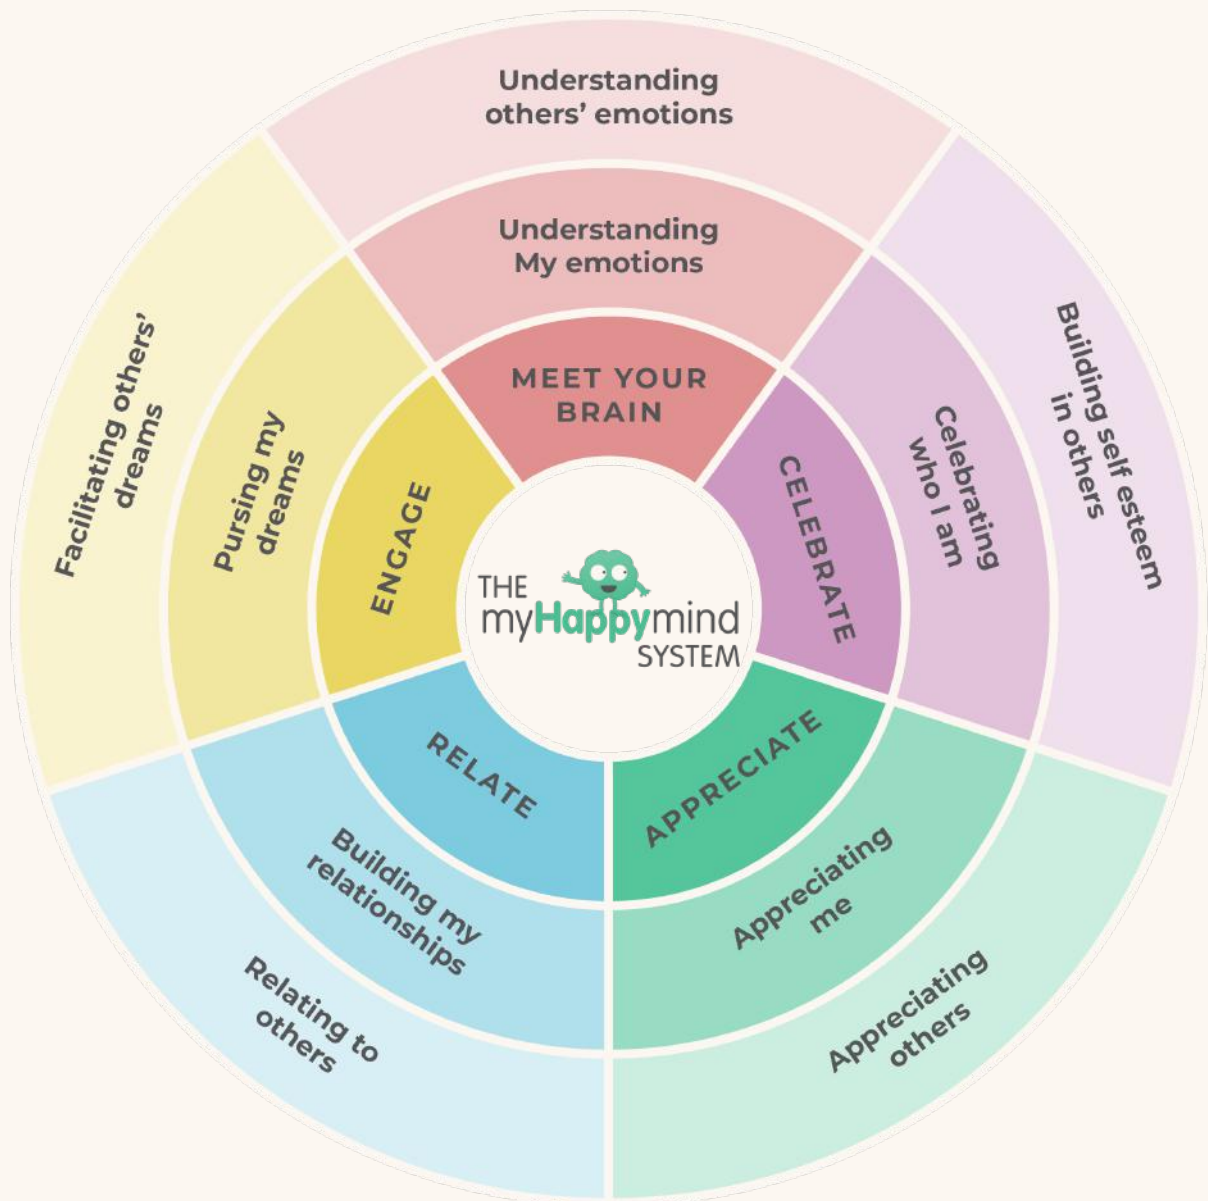 Understanding
others’ emotions
Understanding
My emotions
MEET YOUR
BRAIN
Building self esteem
in others
Celebrating
who I am
CELEBRATE
APPRECIATE
Appreciating
me
Appreciating
others
RELATE
Building my
relationships
Relating to
others
ENGAGE
Pursing my
dreams
Facilitating others’
dreams
THE
myHappymind
SYSTEM